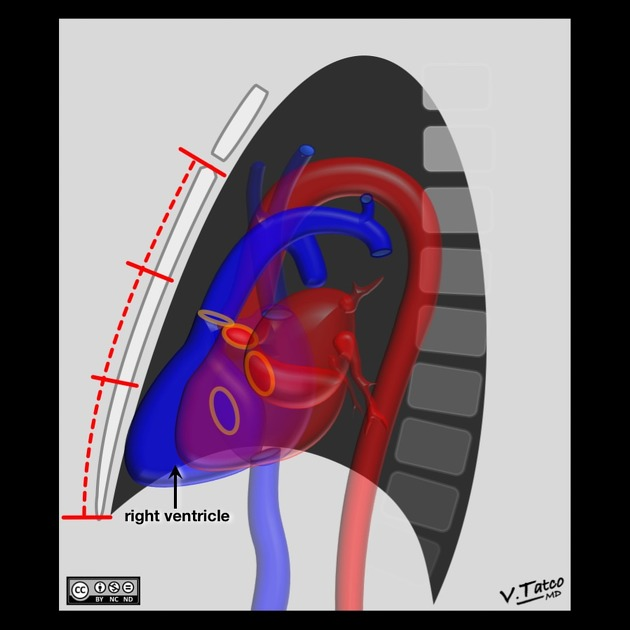 right ventricle
cc
BY NC ND
V. Tatco
MD